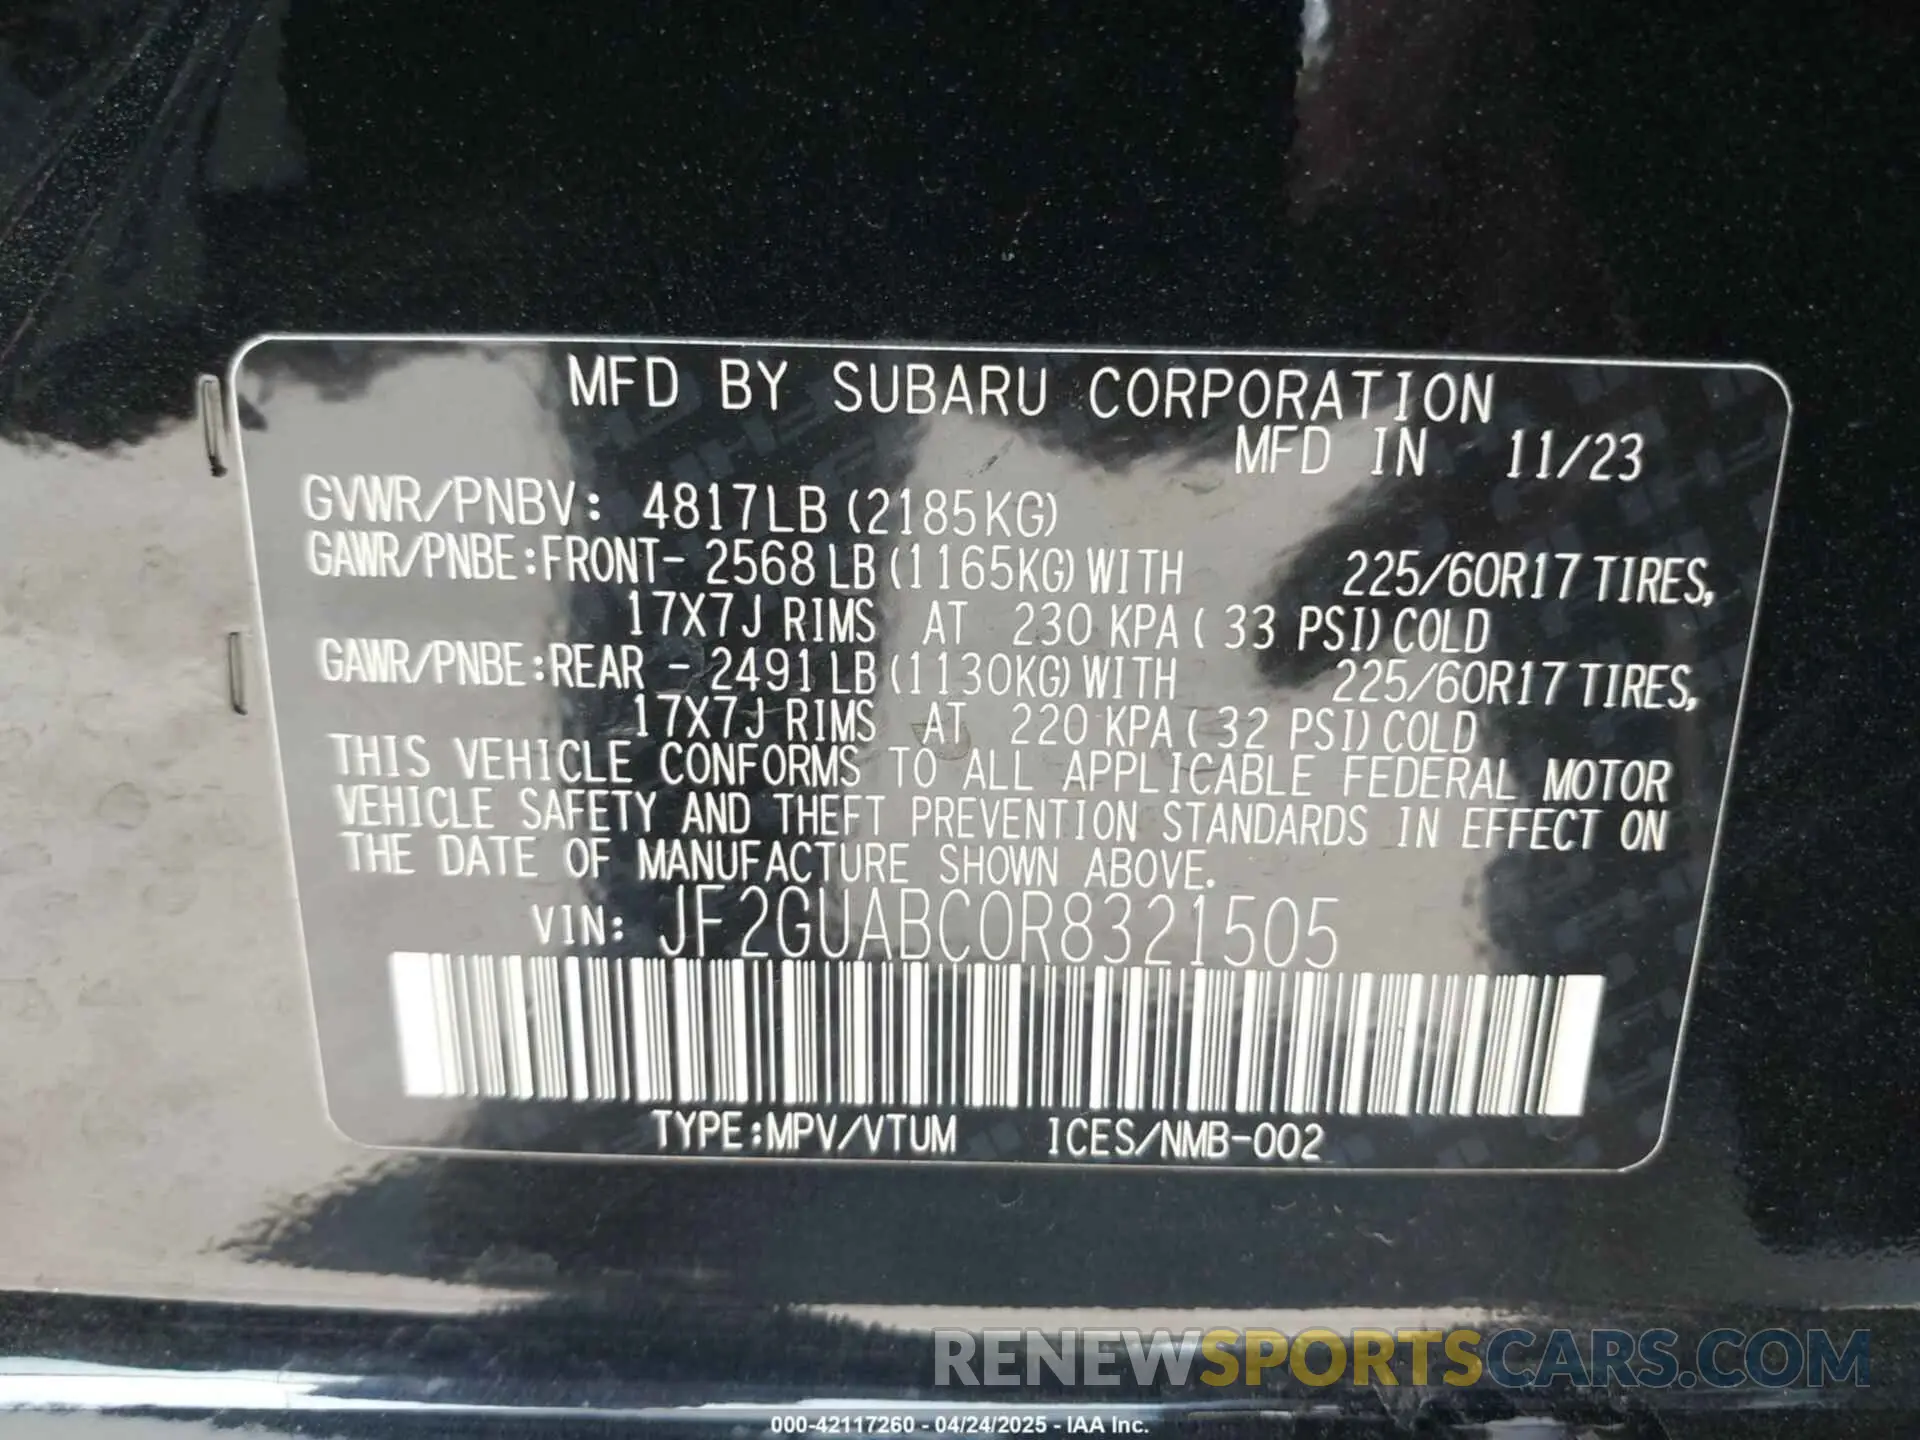 MFD BY SUBARU CORPORATION
MFD IN 11/23
GVWR/PNBV: 4817LB (2185KG)
GAWR/PNBE:FRONT- 2568 LB (1165KG) WITH 225/60R17 TIRES,
17X7J RIMS AT 230 KPA ( 33 PSI) COLD
GAWR/PNBE:REAR - 2491 LB (1130KG) WITH 225/60R17 TIRES,
17X7J RIMS AT 220 KPA ( 32 PSI) COLD
THIS VEHICLE CONFORMS TO ALL APPLICABLE FEDERAL MOTOR
VEHICLE SAFETY AND THEFT PREVENTION STANDARDS IN EFFECT ON
THE DATE OF MANUFACTURE SHOWN ABOVE.
VIN: JF2GUABC0R8321505
TYPE:MPV/VTUM ICES/NMB-002
RENEWSPORTSCARS.COM
000-42117260 - 04/24/2025 - IAA Inc.